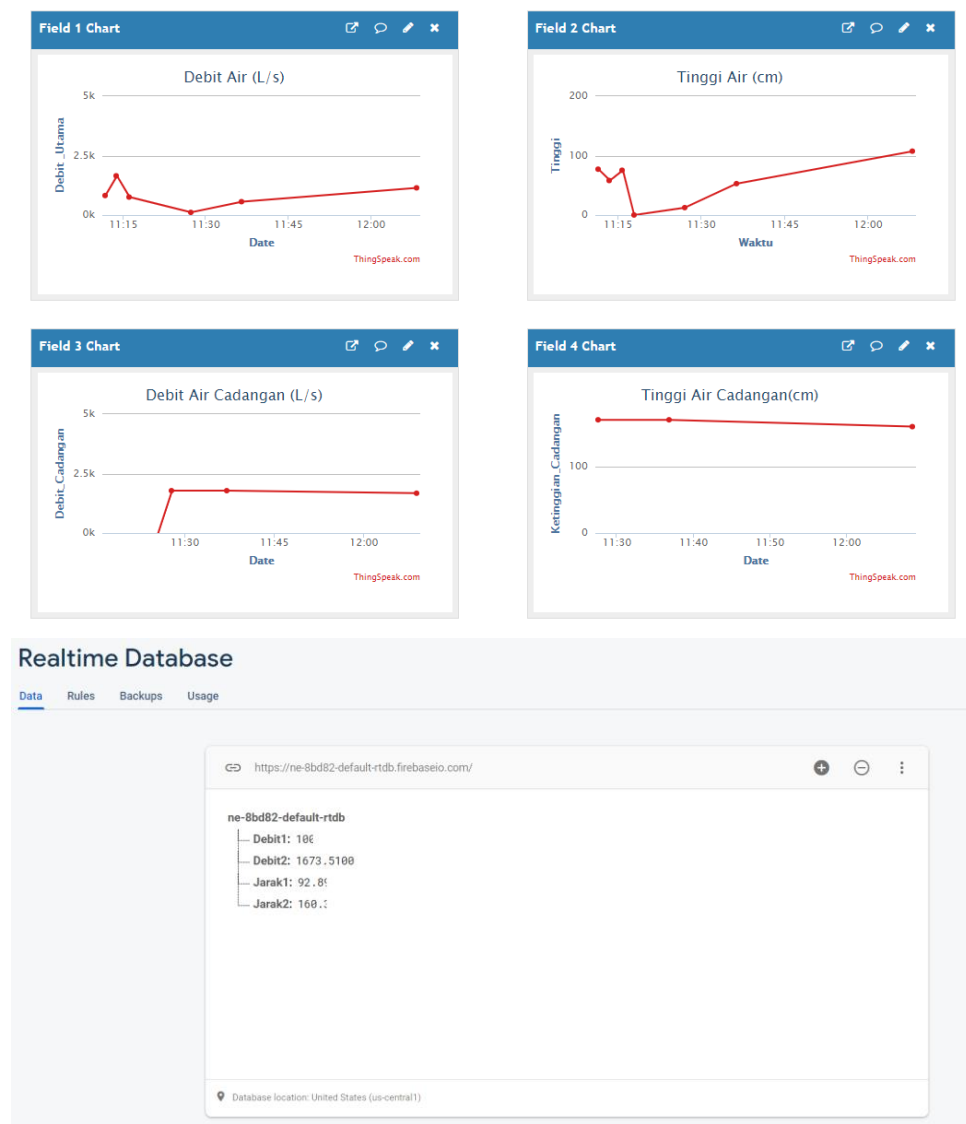 Field 1 Chart
Debit Air (L/s)
Debit _Utama
5k
2.5k
0k
11:15 11:30 11:45 12:00
Date
ThingSpeak.com
Field 2 Chart
Tinggi Air (cm)
Tinggi
200
100
0
11:15 11:30 11:45 12:00
Waktu
ThingSpeak.com
Field 3 Chart
Debit Air Cadangan (L/s)
Debit_Cadangan
5k
2.5k
0k
11:30 11:45 12:00
Date
ThingSpeak.com
Field 4 Chart
Tinggi Air Cadangan(cm)
Ketinggian_Cadangan
100
0
11:30 11:40 11:50 12:00
Date
ThingSpeak.com
Realtime Database
Data Rules Backups Usage
https://ne-8bd82-default-rtdb.firebaseio.com/
ne-8bd82-default-rtdb
Debit1:
Debit2: 1673.5100
Jarak1:
Jarak2:
Database location: United States (us-central1)